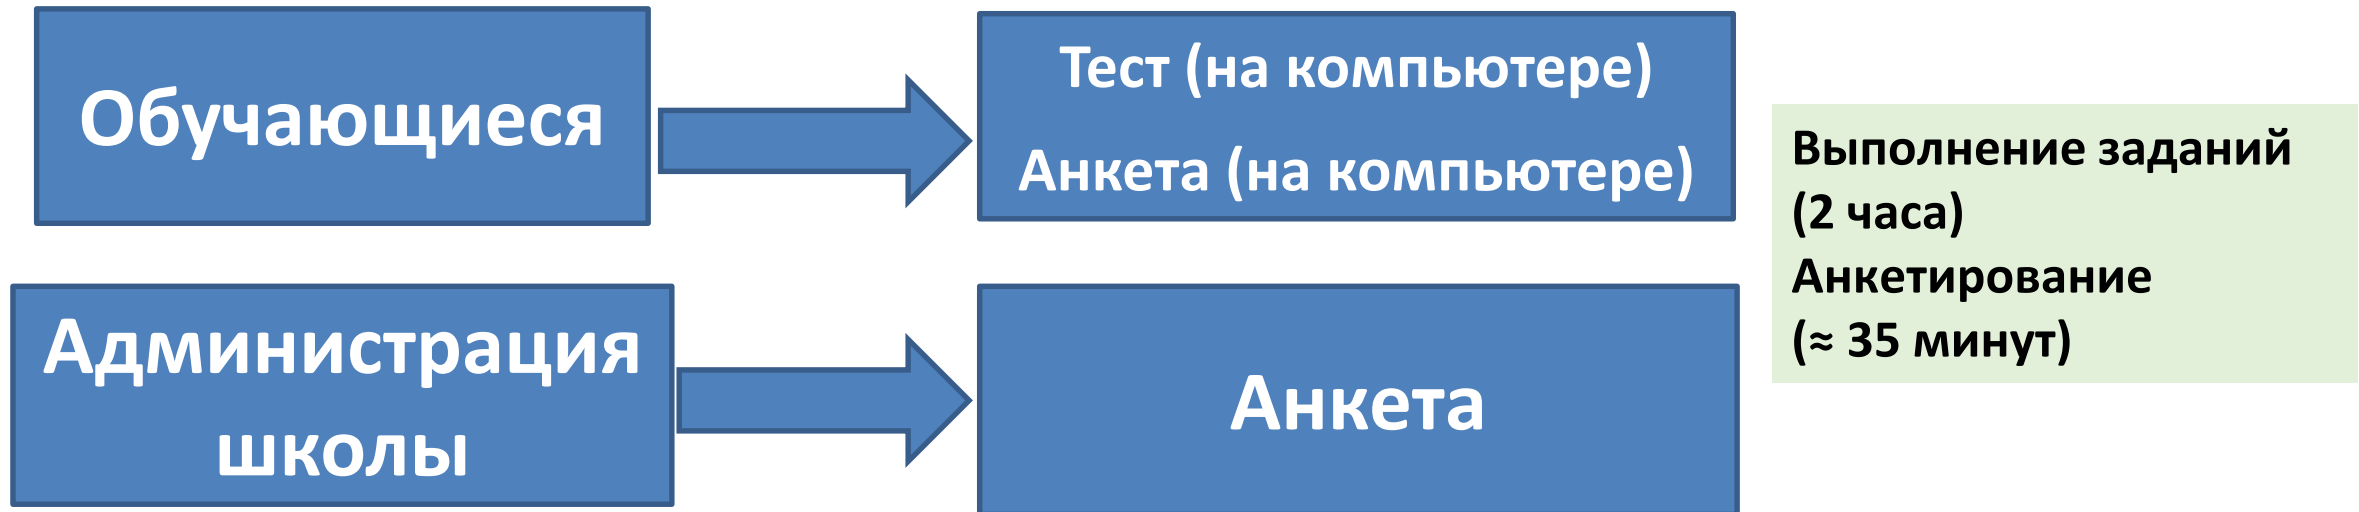 Обучающиеся
Тест (на компьютере)
Анкета (на компьютере)
Выполнение заданий
(2 часа)
Анкетирование
(≈ 35 минут)
Администрация
школы
Анкета